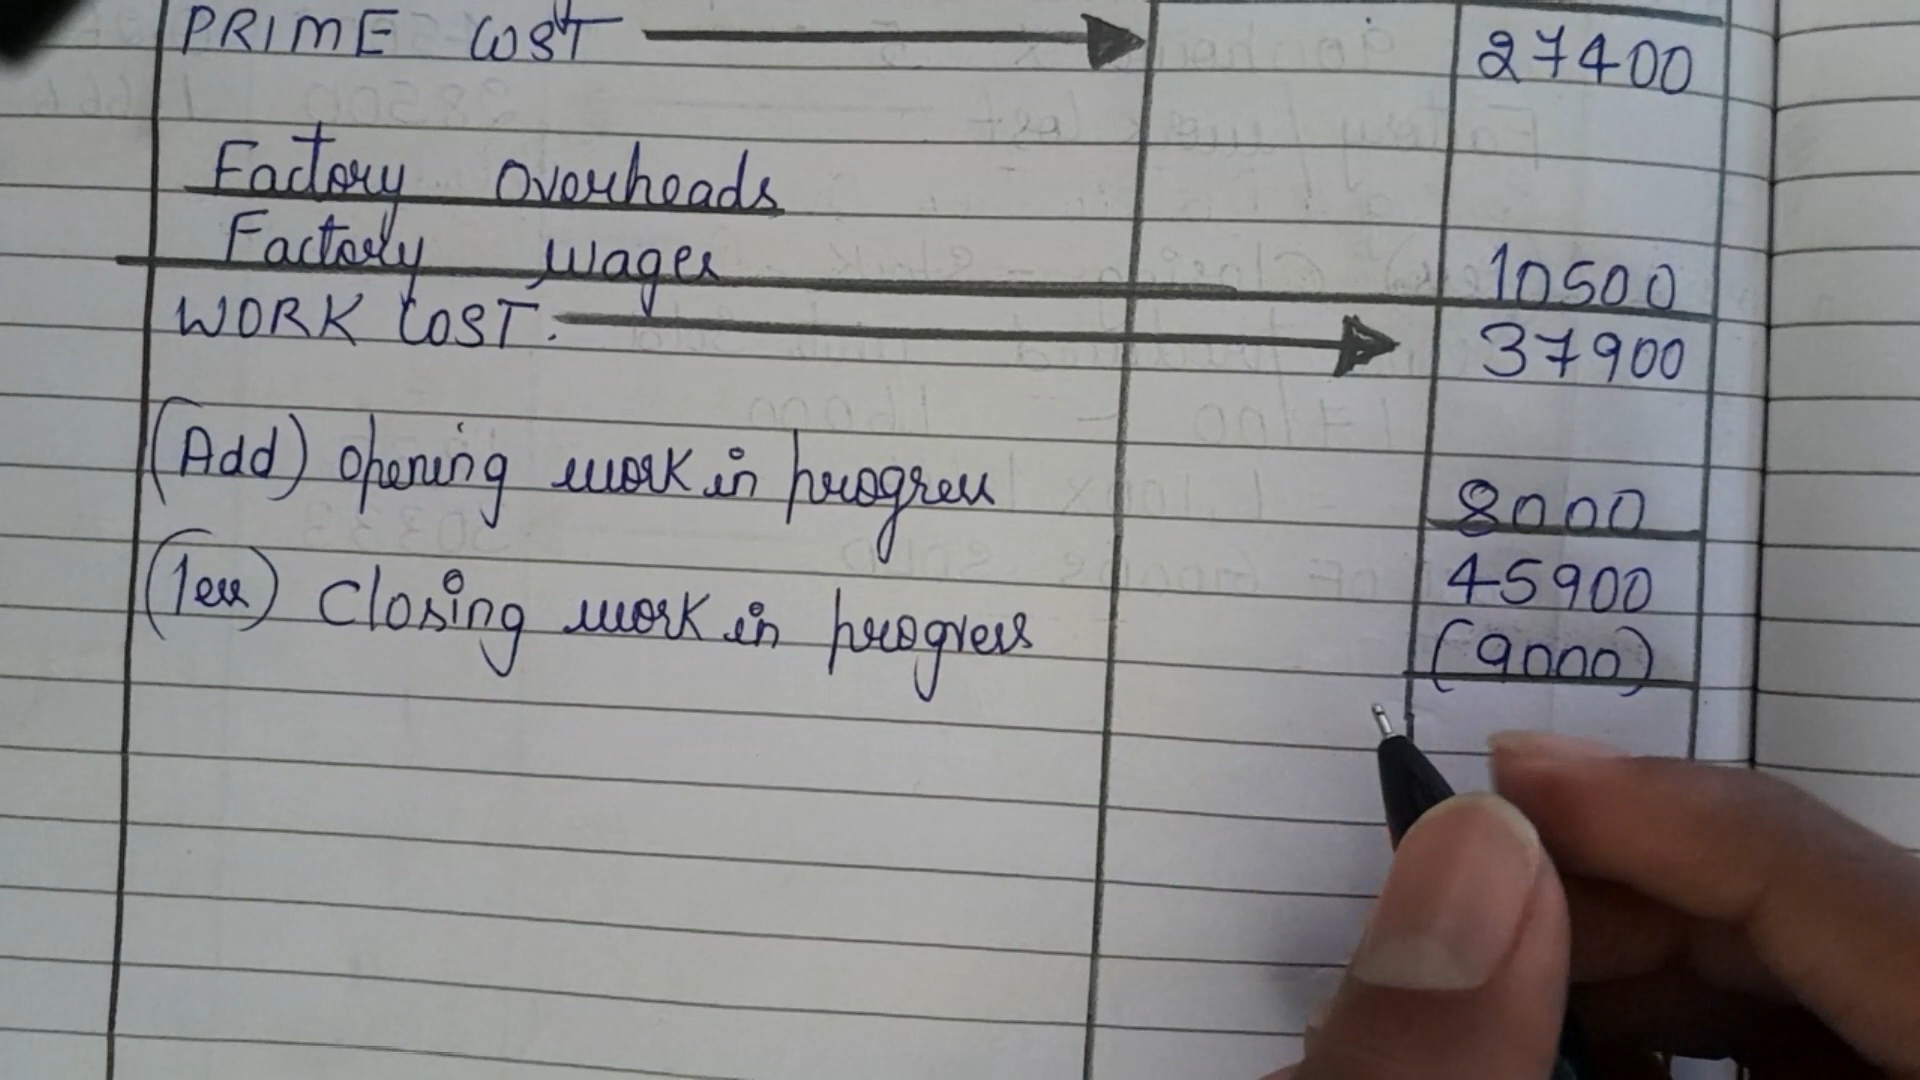 PRIME COST 27400
Factory overheads
Factory wages 10500
WORK COST. 37900
(Add) opening work in progress 8000
45900
(less) Closing work in progress (9000)